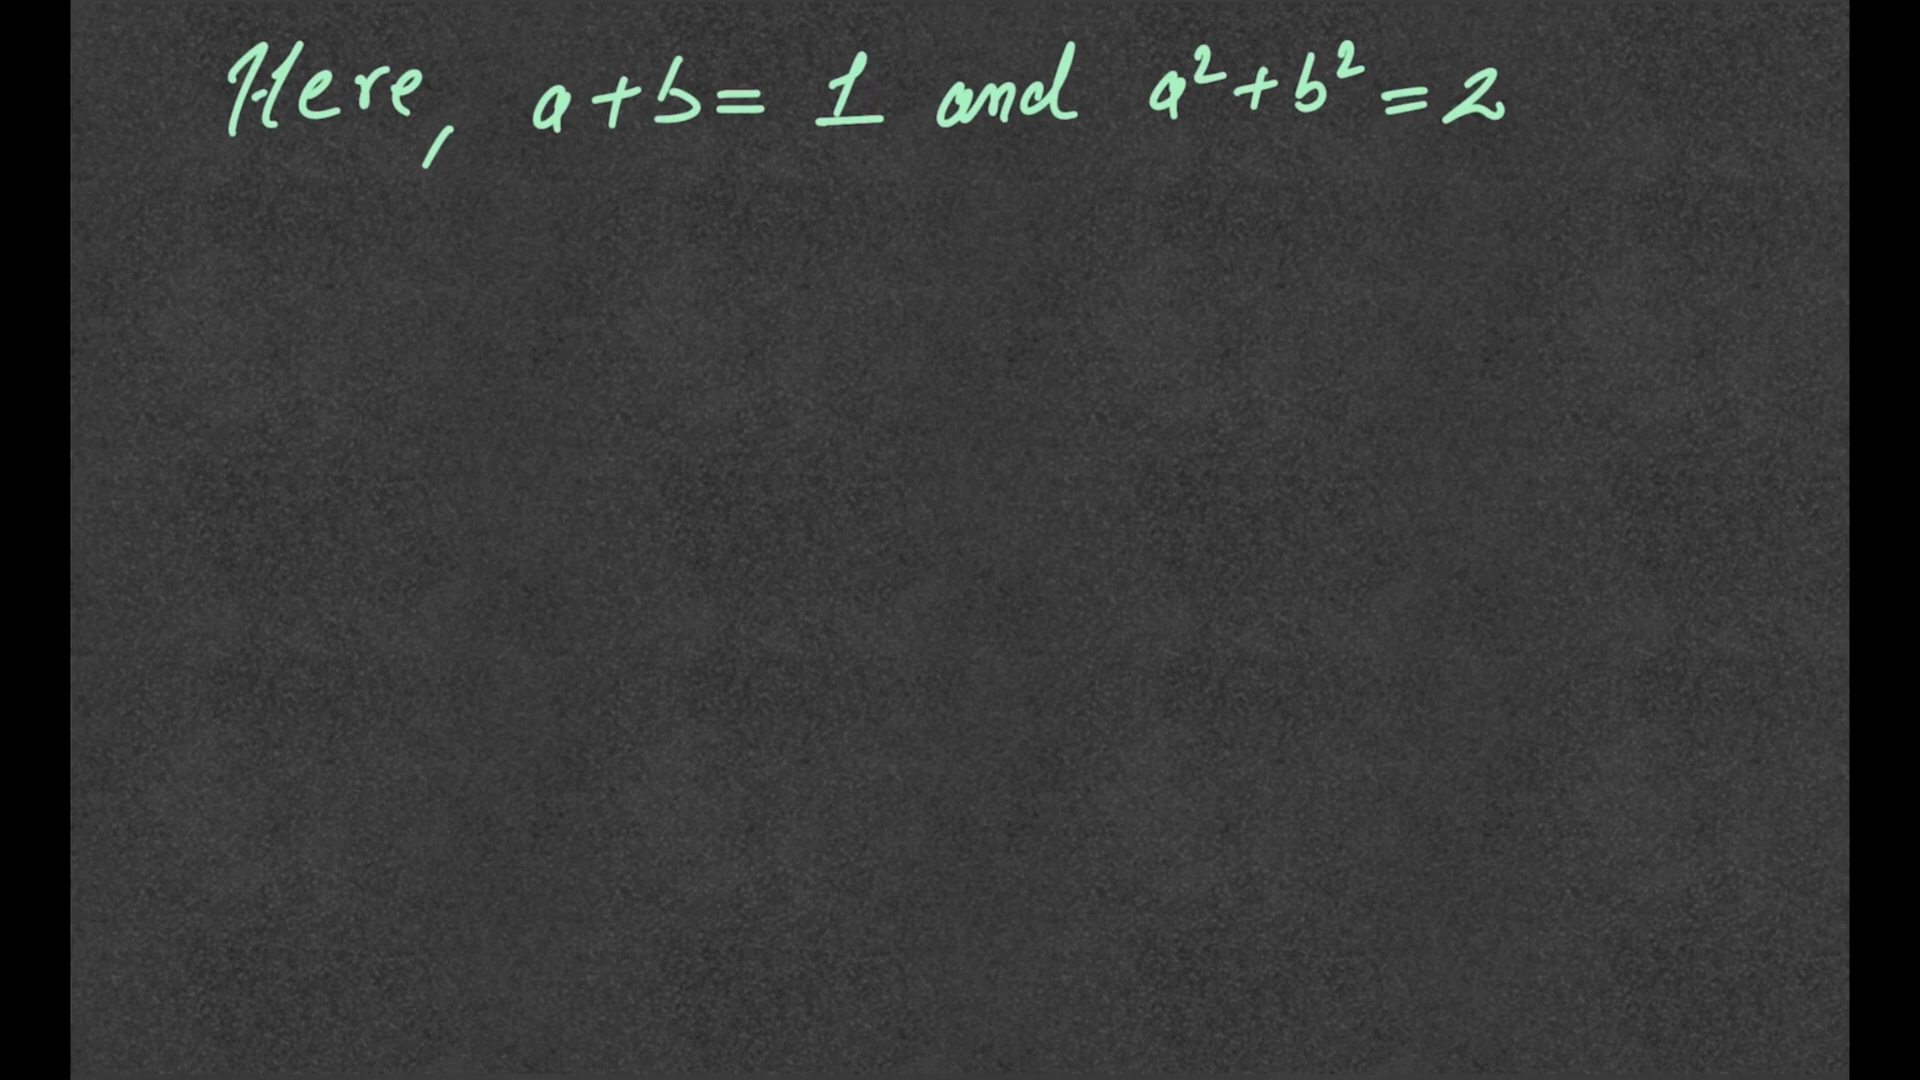 Here, a+b= 1 and a²+b²=2